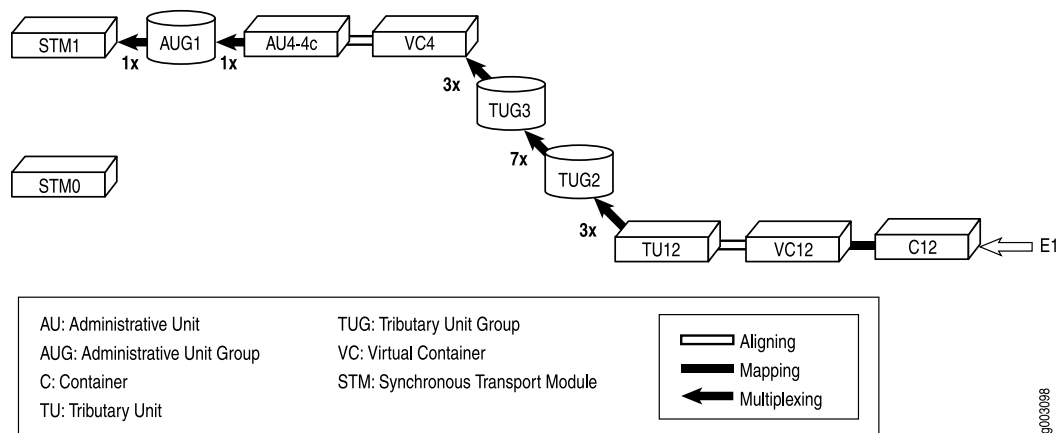 STM1
AUG1
AU4-4c
VC4
1x
1x
3x
TUG3
7x
STM0
TUG2
3x
TU12
VC12
C12
E1
AU: Administrative Unit
AUG: Administrative Unit Group
C: Container
TU: Tributary Unit
TUG: Tributary Unit Group
VC: Virtual Container
STM: Synchronous Transport Module
Aligning
Mapping
Multiplexing
g003098